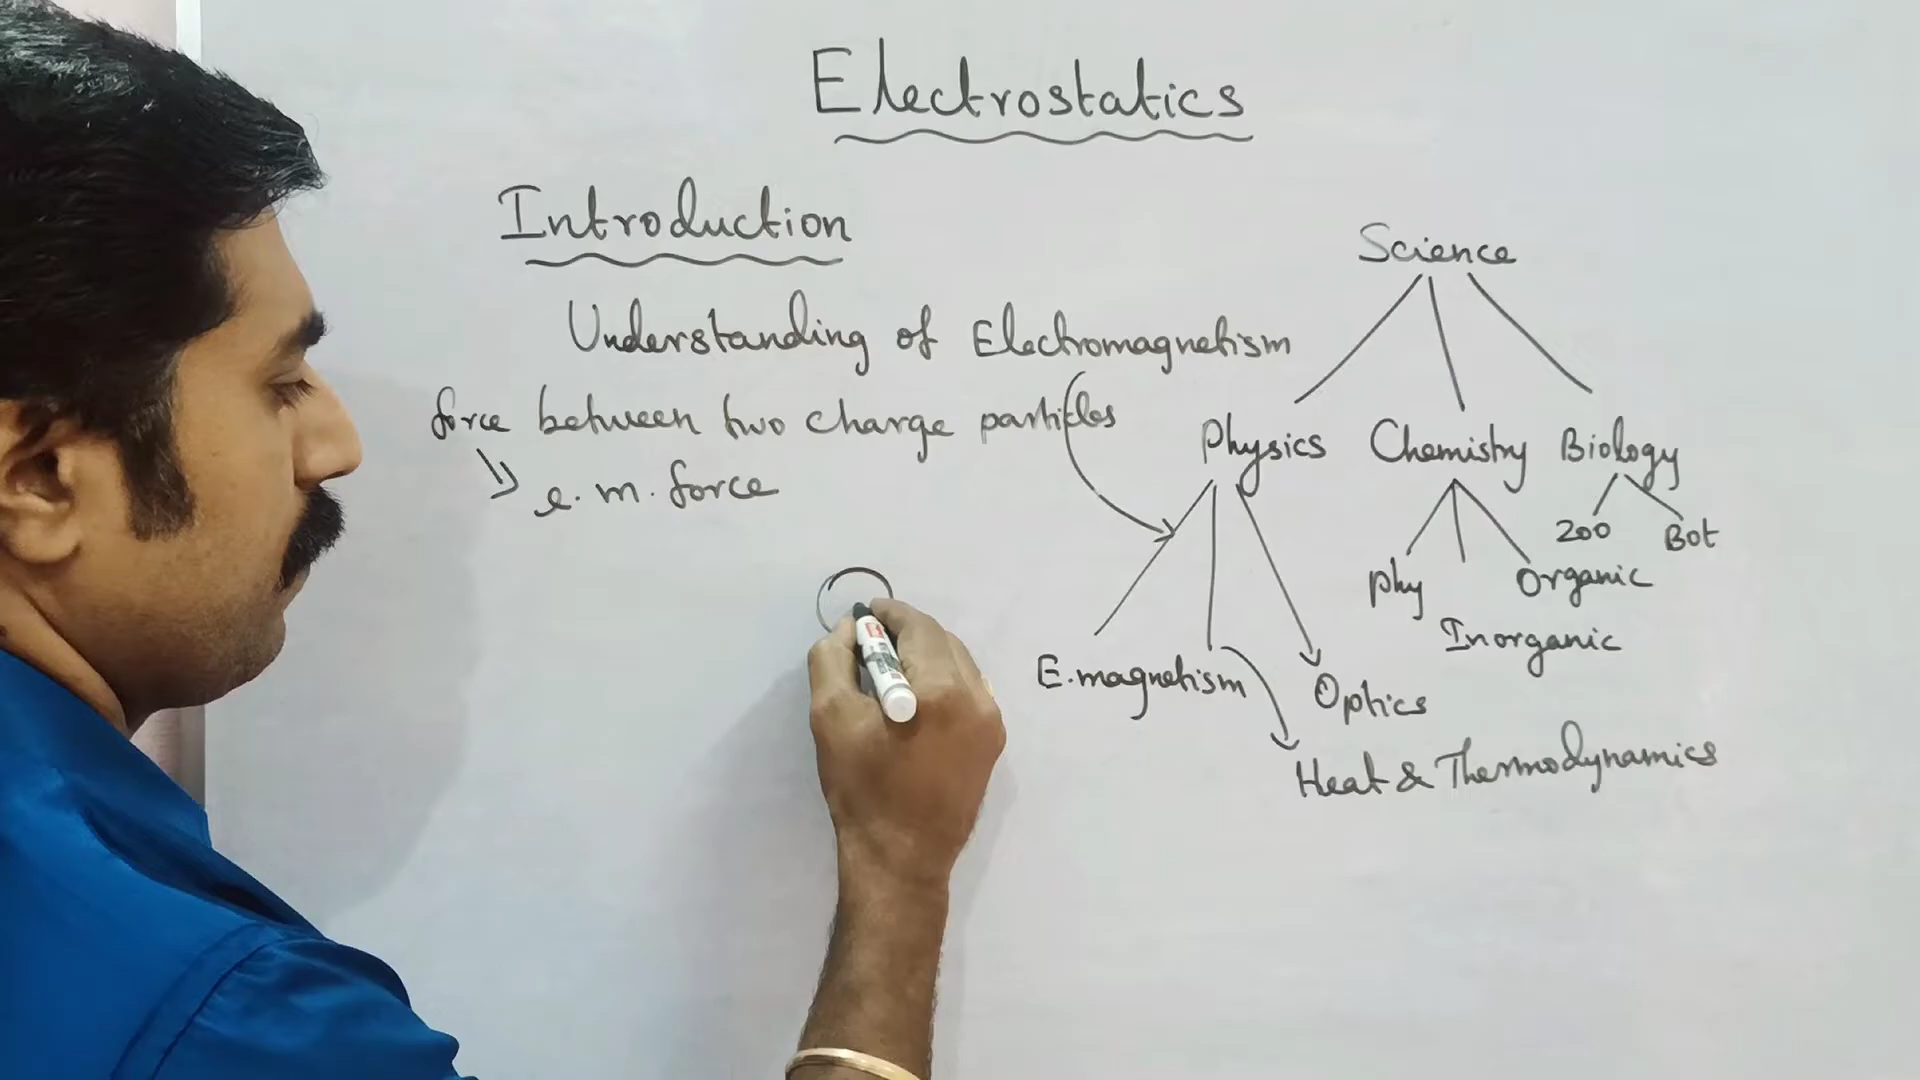 Electrostatics
Introduction
Understanding of Electromagnetism
force between two charge particles
e.m. force
Science
Physics Chemistry Biology
Zoo Bot
Phy Organic
Inorganic
E.magnetism Optics
Heat & Thermodynamics